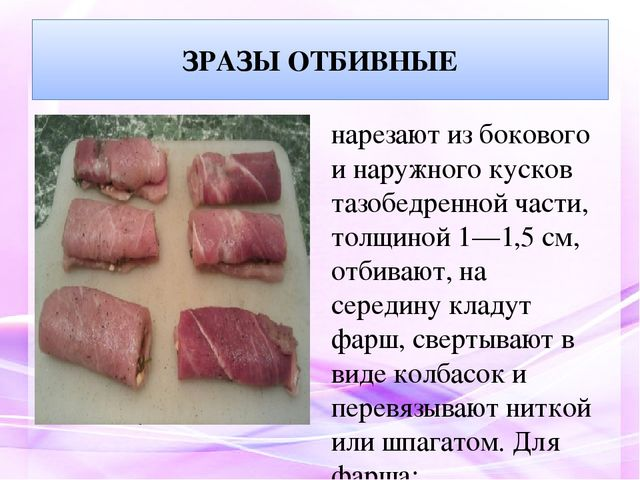 ЗРАЗЫ ОТБИВНЫЕ
нарезают из бокового
и наружного кусков
тазобедренной части,
толщиной 1—1,5 см,
отбивают, на
середину кладут
фарш, свертывают в
виде колбасок и
перевязывают ниткой
или шпагатом. Для
фарша: